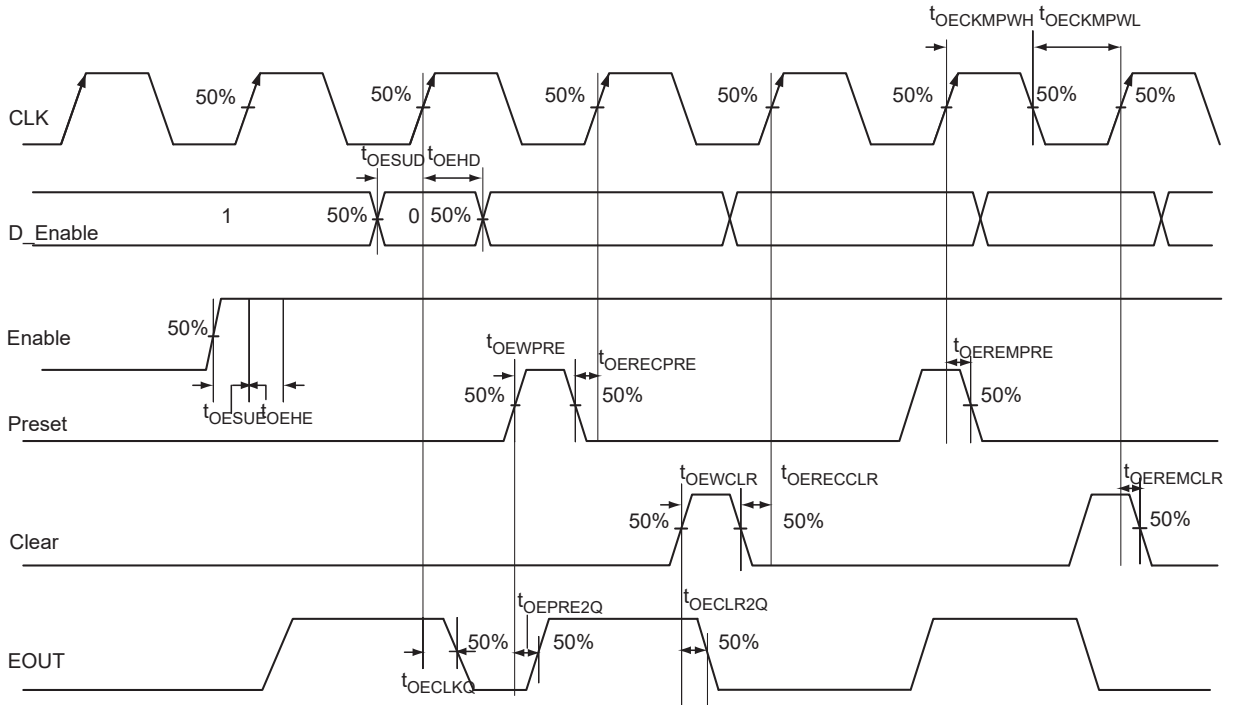 tOECKMPWH tOECKMPWL
CLK 50% 50% 50% 50% 50% 50% 50%
tOESUD tOEHD
D_Enable 1 50% 0 50%
Enable 50%
tOESUE tOEHE
tOEWPRE tOERECPRE tOEREMPRE
Preset 50% 50% 50%
tOEWCLR tOERECCLR tOEREMCLR
Clear 50% 50% 50%
tOEPRE2Q tOECLR2Q
EOUT 50% 50% 50%
tOECLKQ